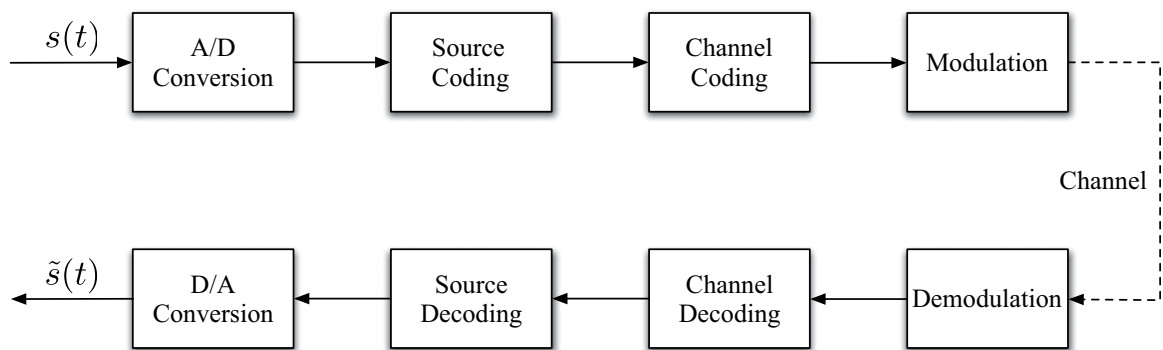 s(t)
A/D
Conversion
Source
Coding
Channel
Coding
Modulation
Channel
s̃(t)
D/A
Conversion
Source
Decoding
Channel
Decoding
Demodulation